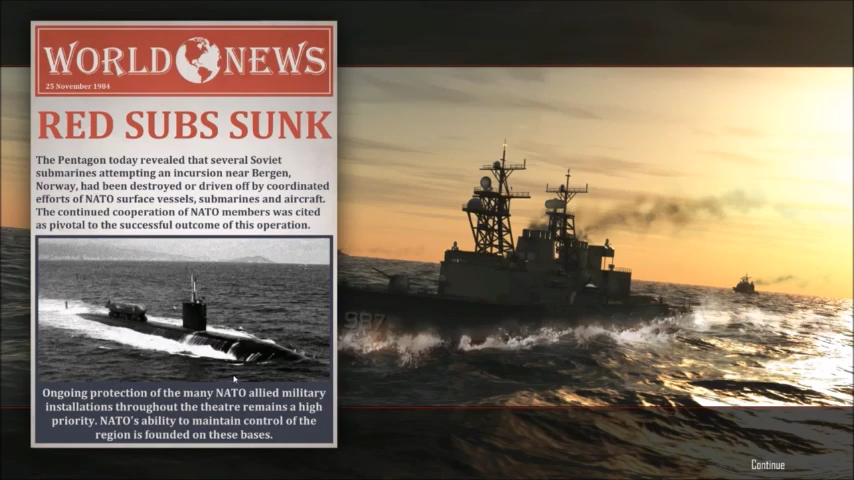 WORLD NEWS
25 November 1984
RED SUBS SUNK
The Pentagon today revealed that several Soviet
submarines attempting an incursion near Bergen,
Norway, had been destroyed or driven off by coordinated
efforts of NATO surface vessels, submarines and aircraft.
The continued cooperation of NATO members was cited
as pivotal to the successful outcome of this operation.
987
Ongoing protection of the many NATO allied military
installations throughout the theatre remains a high
priority. NATO's ability to maintain control of the
region is founded on these bases.
Continue